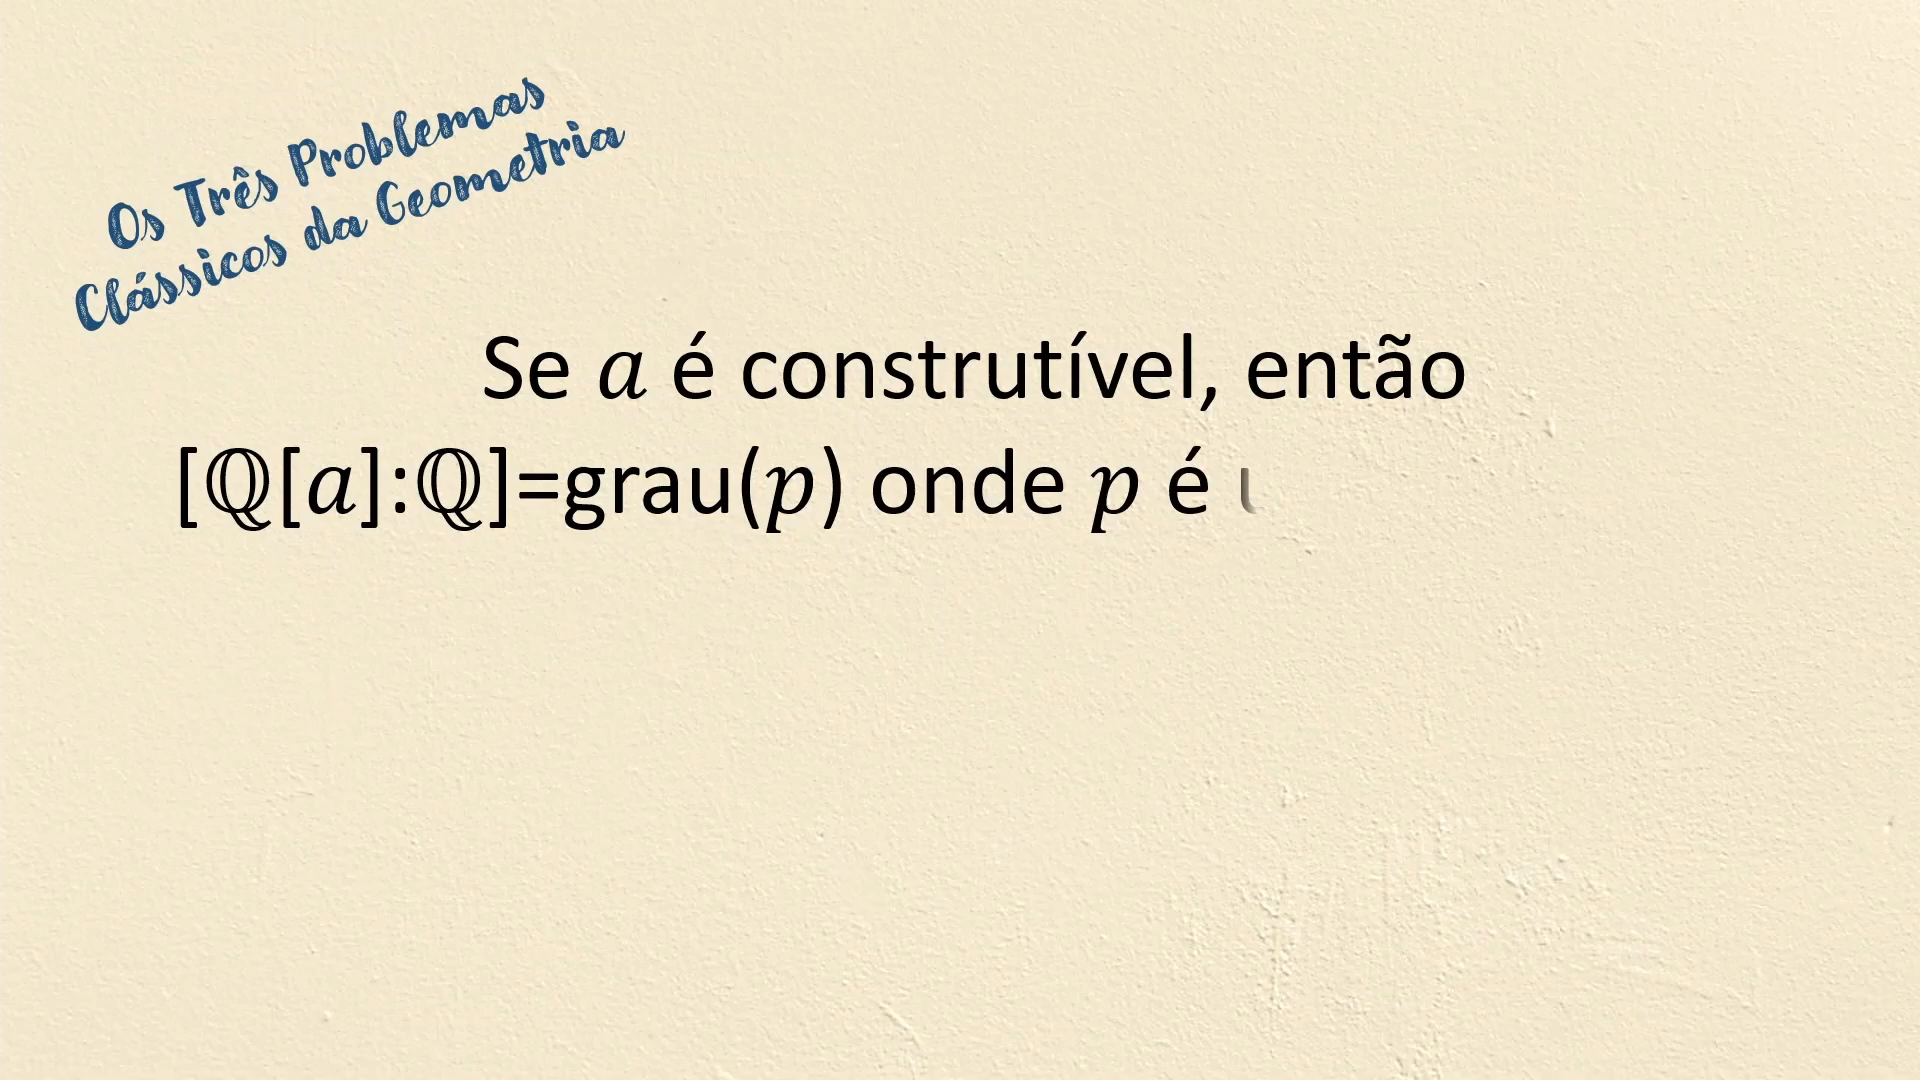 Os Três Problemas
Clássicos da Geometria
Se 𝑎 é construtível, então
[ℚ[𝑎]:ℚ]=grau(𝑝) onde 𝑝 é